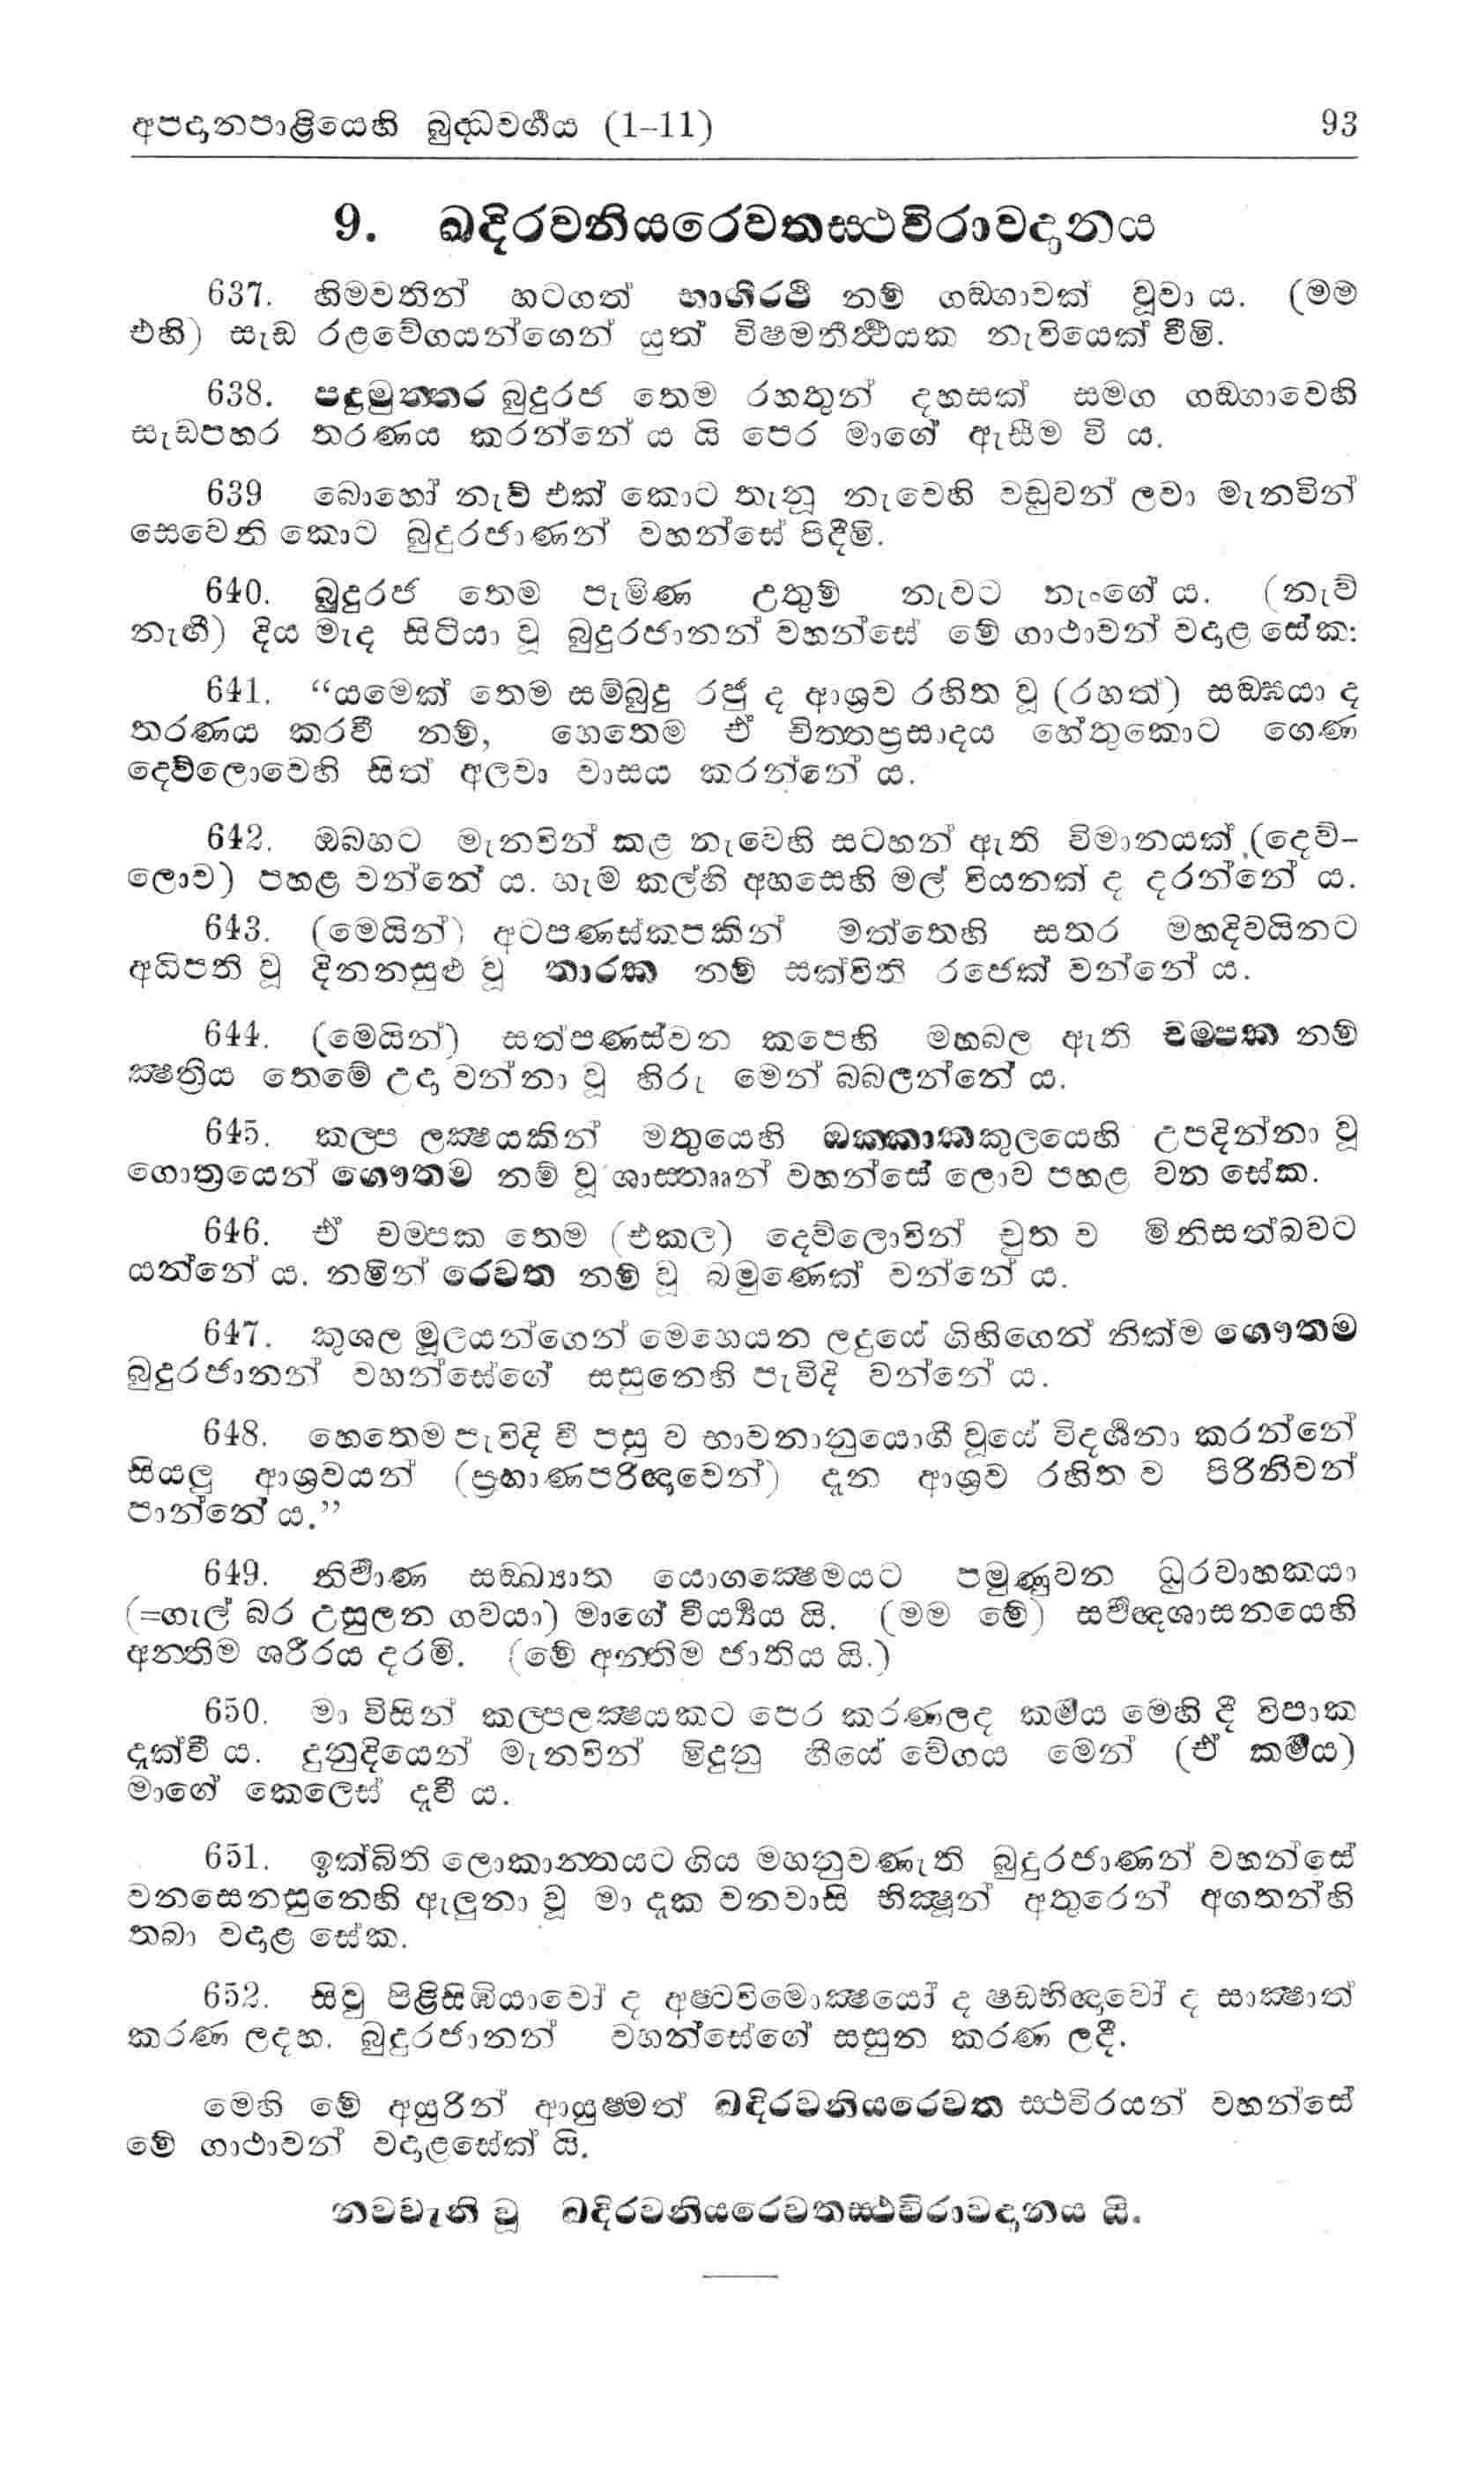 අපදානපාළියෙහි බුද්ධවර්ගය (1-11) 93
9. ඛදිරවනියරෙවතස්ථවිරාවදානය
637. හිමවතින් හටගත් භාගිරථී නම් ගඞ්ගාවක් වූවා ය. (මම
එහි) සැඩ රළවේගයන්ගෙන් යුත් විෂමතීර්ථයක නැවියෙක් වීමි.
638. පදුමුත්තර බුදුරජ තෙම රහතුන් දහසක් සමග ගඞ්ගාවෙහි
සැඩපහර තරණය කරන්නේ ය යි පෙර මාගේ ඇසීම වි ය.
639 බොහෝ නැව් එක් කොට තැනූ නැවෙහි වඩුවන් ලවා මැනවින්
සෙවෙනි කොට බුදුරජාණන් වහන්සේ පිදීමි.
640. බුදුරජ තෙම පැමිණ උතුම් නැවට නැංගේ ය. (නැව්
නැඟී) දිය මැද සිටියා වූ බුදුරජානන් වහන්සේ මේ ගාථාවන් වදාළ සේක:
641. “යමෙක් තෙම සම්බුදු රජු ද ආශ්‍රව රහිත වූ (රහත්) සඞ්ඝයා ද
තරණය කරවී නම්, හෙතෙම ඒ චිත්තප්‍රසාදය හේතුකොට ගෙණ
දෙව්ලොවෙහි සිත් අලවා වාසය කරන්නේ ය.
642. ඔබහට මැනවින් කළ නැවෙහි සටහන් ඇති විමානයක් (දෙව්-
ලොව) පහළ වන්නේ ය. හැම කල්හි අහසෙහි මල් වියනක් ද දරන්නේ ය.
643. (මෙයින්) අටපණස්කපකින් මත්තෙහි සතර මහදිවයිනට
අධිපති වූ දිනනසුළු වූ තාරක නම් සක්විති රජෙක් වන්නේ ය.
644. (මෙයින්) සත්පණස්වන කපෙහි මහබල ඇති චම්පක නම්
ක්‍ෂත්‍රිය තෙමේ උදා වන්නා වූ හිරු මෙන් බබලන්නේ ය.
645. කල්ප ලක්‍ෂයකින් මතුයෙහි ඔක්කාකකුලයෙහි උපදින්නා වූ
ගොත්‍රයෙන් ගෞතම නම් වූ ශාස්තෲන් වහන්සේ ලොව පහළ වන සේක.
646. ඒ චම්පක තෙම (එකල) දෙව්ලොවින් චුත ව මිනිසත්බවට
යන්නේ ය. නමින් රෙවත නම් වූ බමුණෙක් වන්නේ ය.
647. කුශල මූලයන්ගෙන් මෙහෙයන ලදුයේ ගිහිගෙන් නික්ම ගෞතම
බුදුරජානන් වහන්සේගේ සසුනෙහි පැවිදි වන්නේ ය.
648. හෙතෙම පැවිදි වී පසු ව භාවනානුයොගී වූයේ විදර්ශනා කරන්නේ
සියලු ආශ්‍රවයන් (ප්‍රහාණපරිඥාවෙන්) දැන ආශ්‍රව රහිත ව පිරිනිවන්
පාන්නේ ය.”
649. නිර්වාණ සඞ්ඛ්‍යාත යොගක්‍ෂෙමයට පමුණුවන ධුරවාහකයා
(=ගැල් බර උසුලන ගවයා) මාගේ වීර්‍ය්‍යය යි. (මම මේ) සර්වඥශාසනයෙහි
අන්තිම ශරීරය දරමි. (මේ අන්තිම ජාතිය යි.)
650. මා විසින් කල්පලක්‍ෂයකට පෙර කරණලද කර්මය මෙහි දී විපාක
දැක්වී ය. දුනුදියෙන් මැනවින් මිදුනු හීයේ වේගය මෙන් (ඒ කර්මය)
මාගේ කෙලෙස් දැවී ය.
651. ඉක්බිති ලොකාන්තයට ගිය මහනුවණැති බුදුරජාණන් වහන්සේ
වනසෙනසුනෙහි ඇලුනා වූ මා දැක වනවාසී භික්‍ෂූන් අතුරෙන් අගතන්හි
තබා වදාළ සේක.
652. සිවු පිළිසිඹියාවෝ ද අෂ්ටවිමොක්‍ෂයෝ ද ෂඩභිඥාවෝ ද සාක්‍ෂාත්
කරණ ලදහ. බුදුරජානන් වහන්සේගේ සසුන කරණ ලදී.
මෙහි මේ අයුරින් ආයුෂ්මත් ඛදිරවනියරෙවත ස්ථවිරයන් වහන්සේ
මේ ගාථාවන් වදාළසේක් යි.
නවවැනි වූ ඛදිරවනියරෙවතස්ථවිරාවදානය යි.